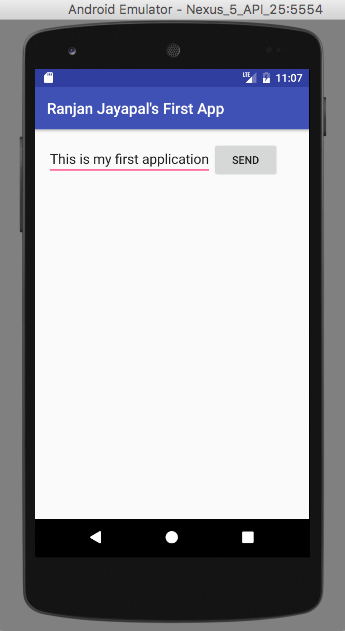 Android Emulator - Nexus_5_API_25:5554
LTE 11:07
Ranjan Jayapal's First App
This is my first application SEND